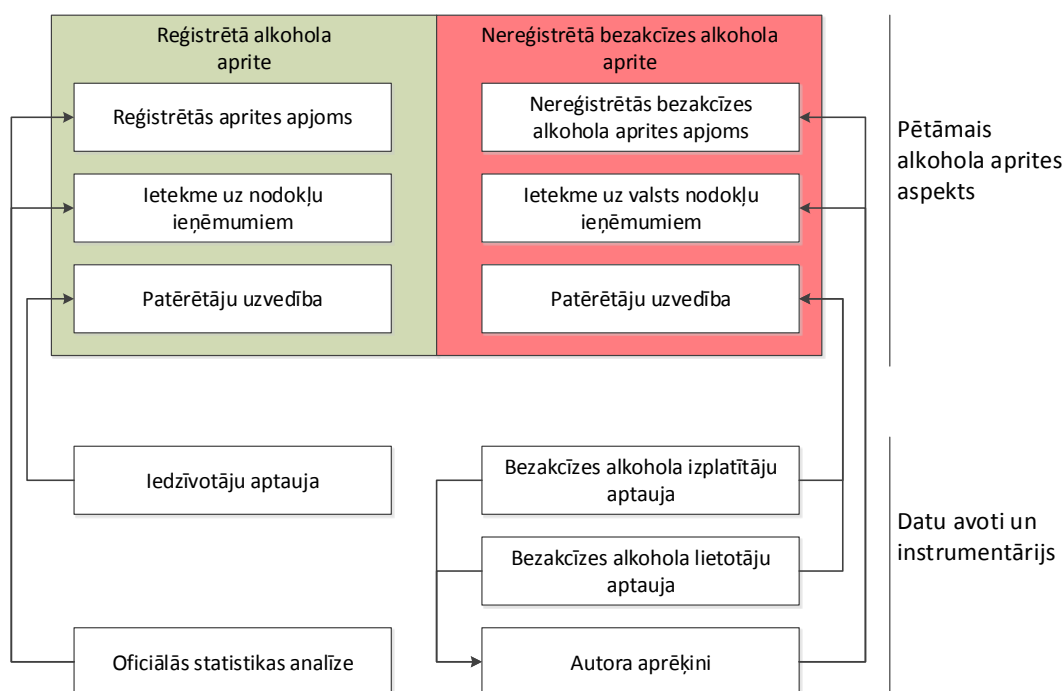 Reģistrētā alkohola
aprite
Nereģistrētā bezakcīzes alkohola
aprite
Reģistrētās aprites apjoms
Nereģistrētās bezakcīzes
alkohola aprites apjoms
Pētāmais
alkohola aprites
aspekts
Ietekme uz nodokļu
ieņēmumiem
Ietekme uz valsts nodokļu
ieņēmumiem
Patērētāju uzvedība
Patērētāju uzvedība
Iedzīvotāju aptauja
Bezakcīzes alkohola izplatītāju
aptauja
Datu avoti un
instrumentārijs
Bezakcīzes alkohola lietotāju
aptauja
Oficiālās statistikas analīze
Autora aprēķini